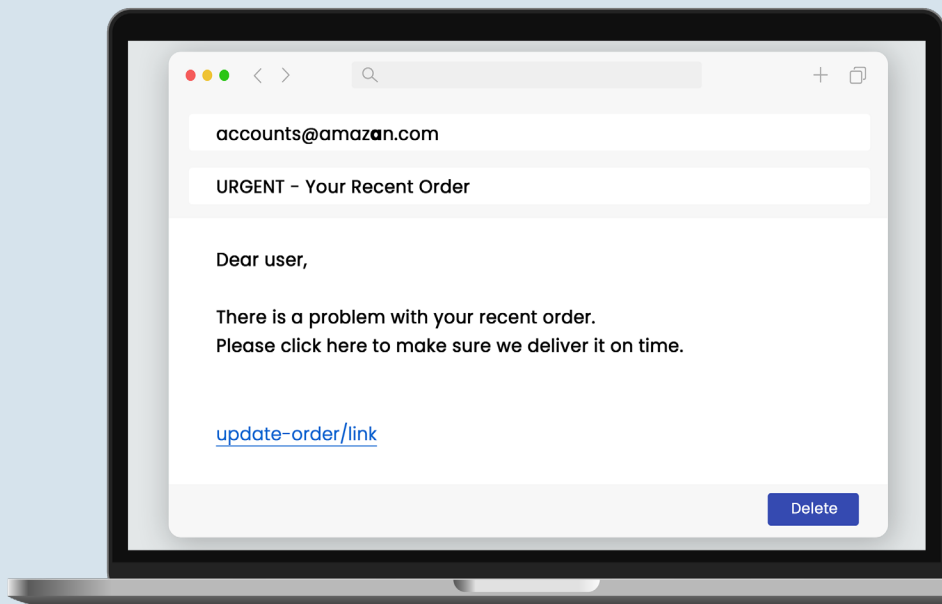 accounts@amazan.com
URGENT - Your Recent Order
Dear user,
There is a problem with your recent order.
Please click here to make sure we deliver it on time.
update-order/link
Delete